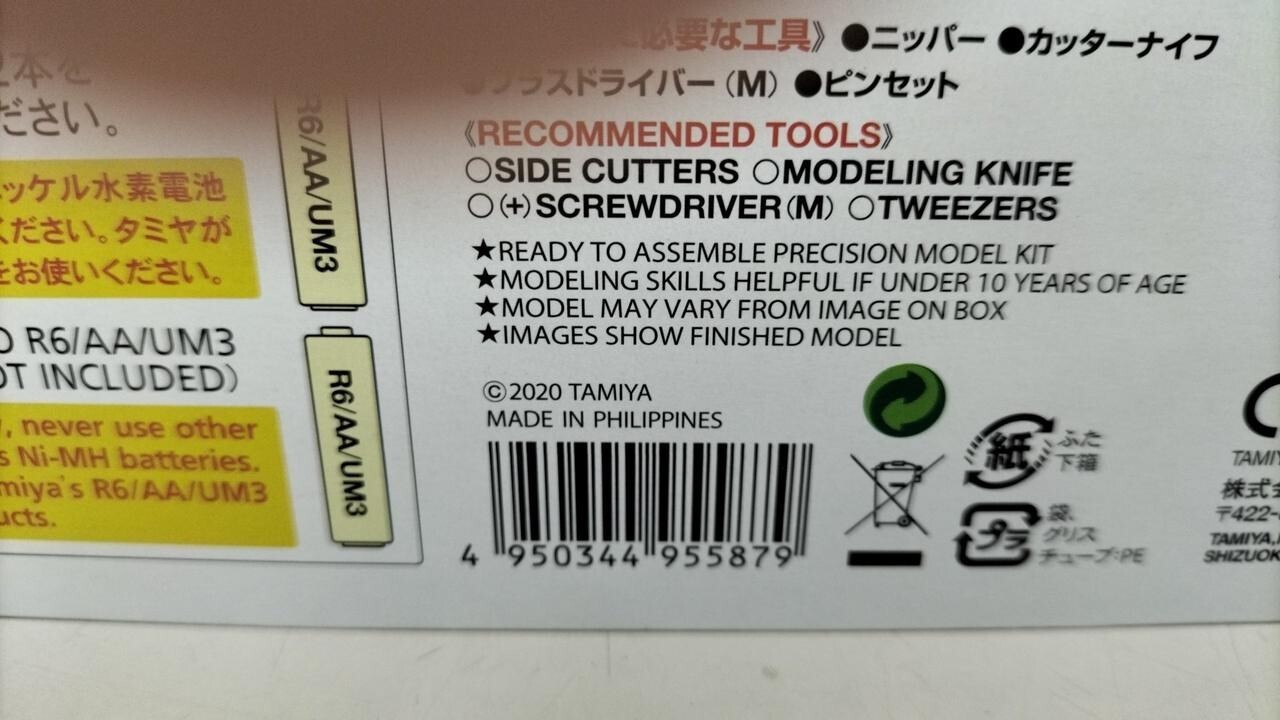 必要な工具》 ●ニッパー ●カッターナイフ
プラスドライバー（M） ●ピンセット
《RECOMMENDED TOOLS》
○SIDE CUTTERS ○MODELING KNIFE
○(+)SCREWDRIVER(M) ○TWEEZERS
★READY TO ASSEMBLE PRECISION MODEL KIT
★MODELING SKILLS HELPFUL IF UNDER 10 YEARS OF AGE
★MODEL MAY VARY FROM IMAGE ON BOX
★IMAGES SHOW FINISHED MODEL
©2020 TAMIYA
MADE IN PHILIPPINES
4 950344 955879
本を
ださい。
ッケル水素電池
ください。タミヤが
をお使いください。
R6/AA/UM3
OT INCLUDED)
, never use other
s Ni-MH batteries.
miya's R6/AA/UM3
ucts.
R6/AA/UM3
R6/AA/UM3
紙
ふた
下箱
プラ
袋、
グリス
チューブ:PE
TAMIY
株式
〒422-
TAMIYA,
SHIZUOK